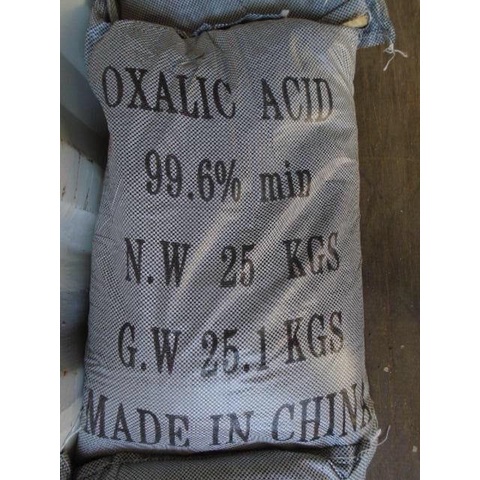 OXALIC ACID
99.6% min
N.W 25 KGS
G.W 25.1 KGS
MADE IN CHINA